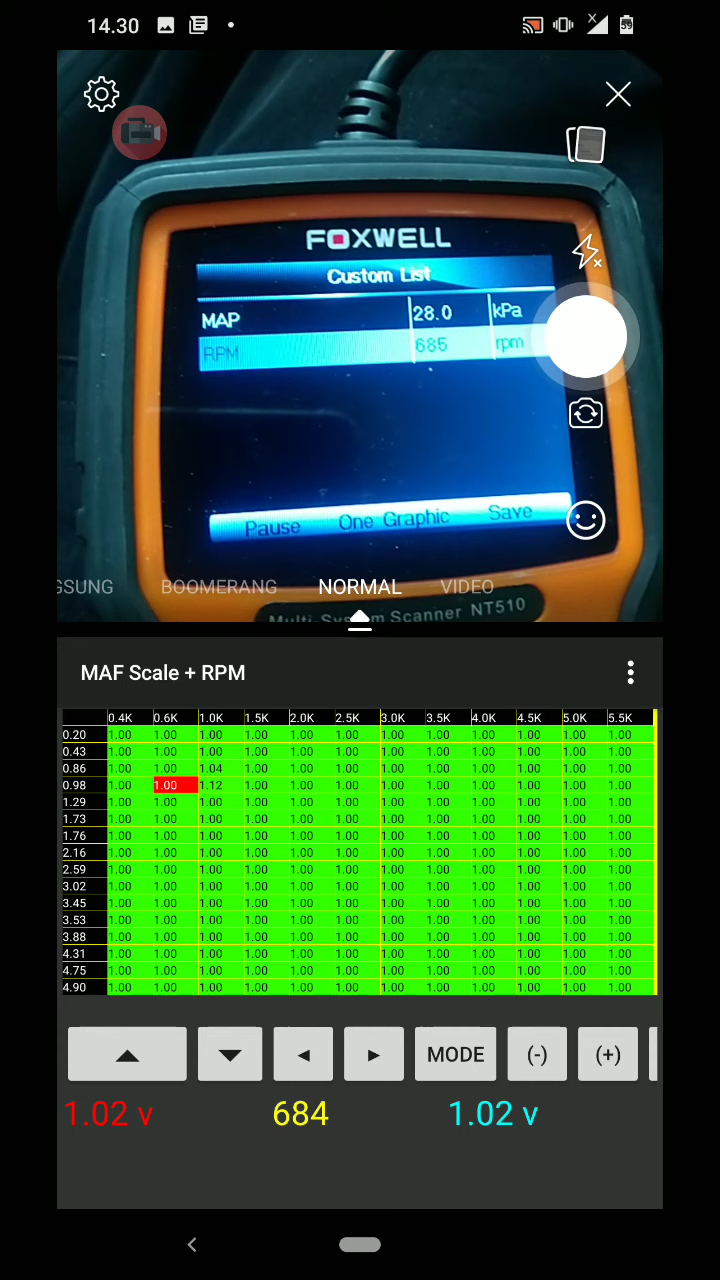 14.30
59
FOXWELL
Custom List
MAP 28.0 kPa
RPM 685 rpm
Pause One Graphic Save
GSUNG BOOMERANG NORMAL VIDEO
Multi-System Scanner NT510
MAF Scale + RPM
0.4K 0.6K 1.0K 1.5K 2.0K 2.5K 3.0K 3.5K 4.0K 4.5K 5.0K 5.5K
0.20 1.00 1.00 1.00 1.00 1.00 1.00 1.00 1.00 1.00 1.00 1.00 1.00
0.43 1.00 1.00 1.00 1.00 1.00 1.00 1.00 1.00 1.00 1.00 1.00 1.00
0.86 1.00 1.00 1.04 1.00 1.00 1.00 1.00 1.00 1.00 1.00 1.00 1.00
0.98 1.00 1.00 1.12 1.00 1.00 1.00 1.00 1.00 1.00 1.00 1.00 1.00
1.29 1.00 1.00 1.00 1.00 1.00 1.00 1.00 1.00 1.00 1.00 1.00 1.00
1.73 1.00 1.00 1.00 1.00 1.00 1.00 1.00 1.00 1.00 1.00 1.00 1.00
1.76 1.00 1.00 1.00 1.00 1.00 1.00 1.00 1.00 1.00 1.00 1.00 1.00
2.16 1.00 1.00 1.00 1.00 1.00 1.00 1.00 1.00 1.00 1.00 1.00 1.00
2.59 1.00 1.00 1.00 1.00 1.00 1.00 1.00 1.00 1.00 1.00 1.00 1.00
3.02 1.00 1.00 1.00 1.00 1.00 1.00 1.00 1.00 1.00 1.00 1.00 1.00
3.45 1.00 1.00 1.00 1.00 1.00 1.00 1.00 1.00 1.00 1.00 1.00 1.00
3.53 1.00 1.00 1.00 1.00 1.00 1.00 1.00 1.00 1.00 1.00 1.00 1.00
3.88 1.00 1.00 1.00 1.00 1.00 1.00 1.00 1.00 1.00 1.00 1.00 1.00
4.31 1.00 1.00 1.00 1.00 1.00 1.00 1.00 1.00 1.00 1.00 1.00 1.00
4.75 1.00 1.00 1.00 1.00 1.00 1.00 1.00 1.00 1.00 1.00 1.00 1.00
4.90 1.00 1.00 1.00 1.00 1.00 1.00 1.00 1.00 1.00 1.00 1.00 1.00
MODE (-) (+)
1.02 v 684 1.02 v